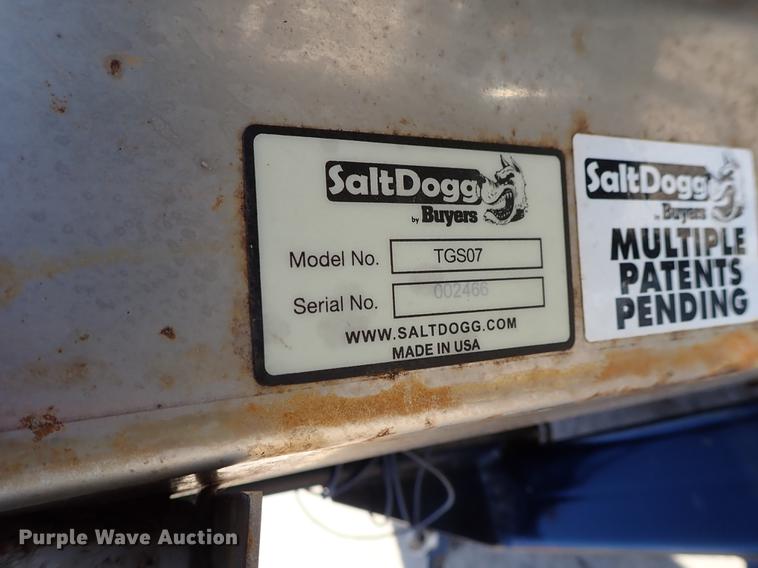 SaltDogg
by Buyers
Model No. TGS07
Serial No. 002466
WWW.SALTDOGG.COM
MADE IN USA
SaltDogg
by Buyers
MULTIPLE
PATENTS
PENDING
Purple Wave Auction